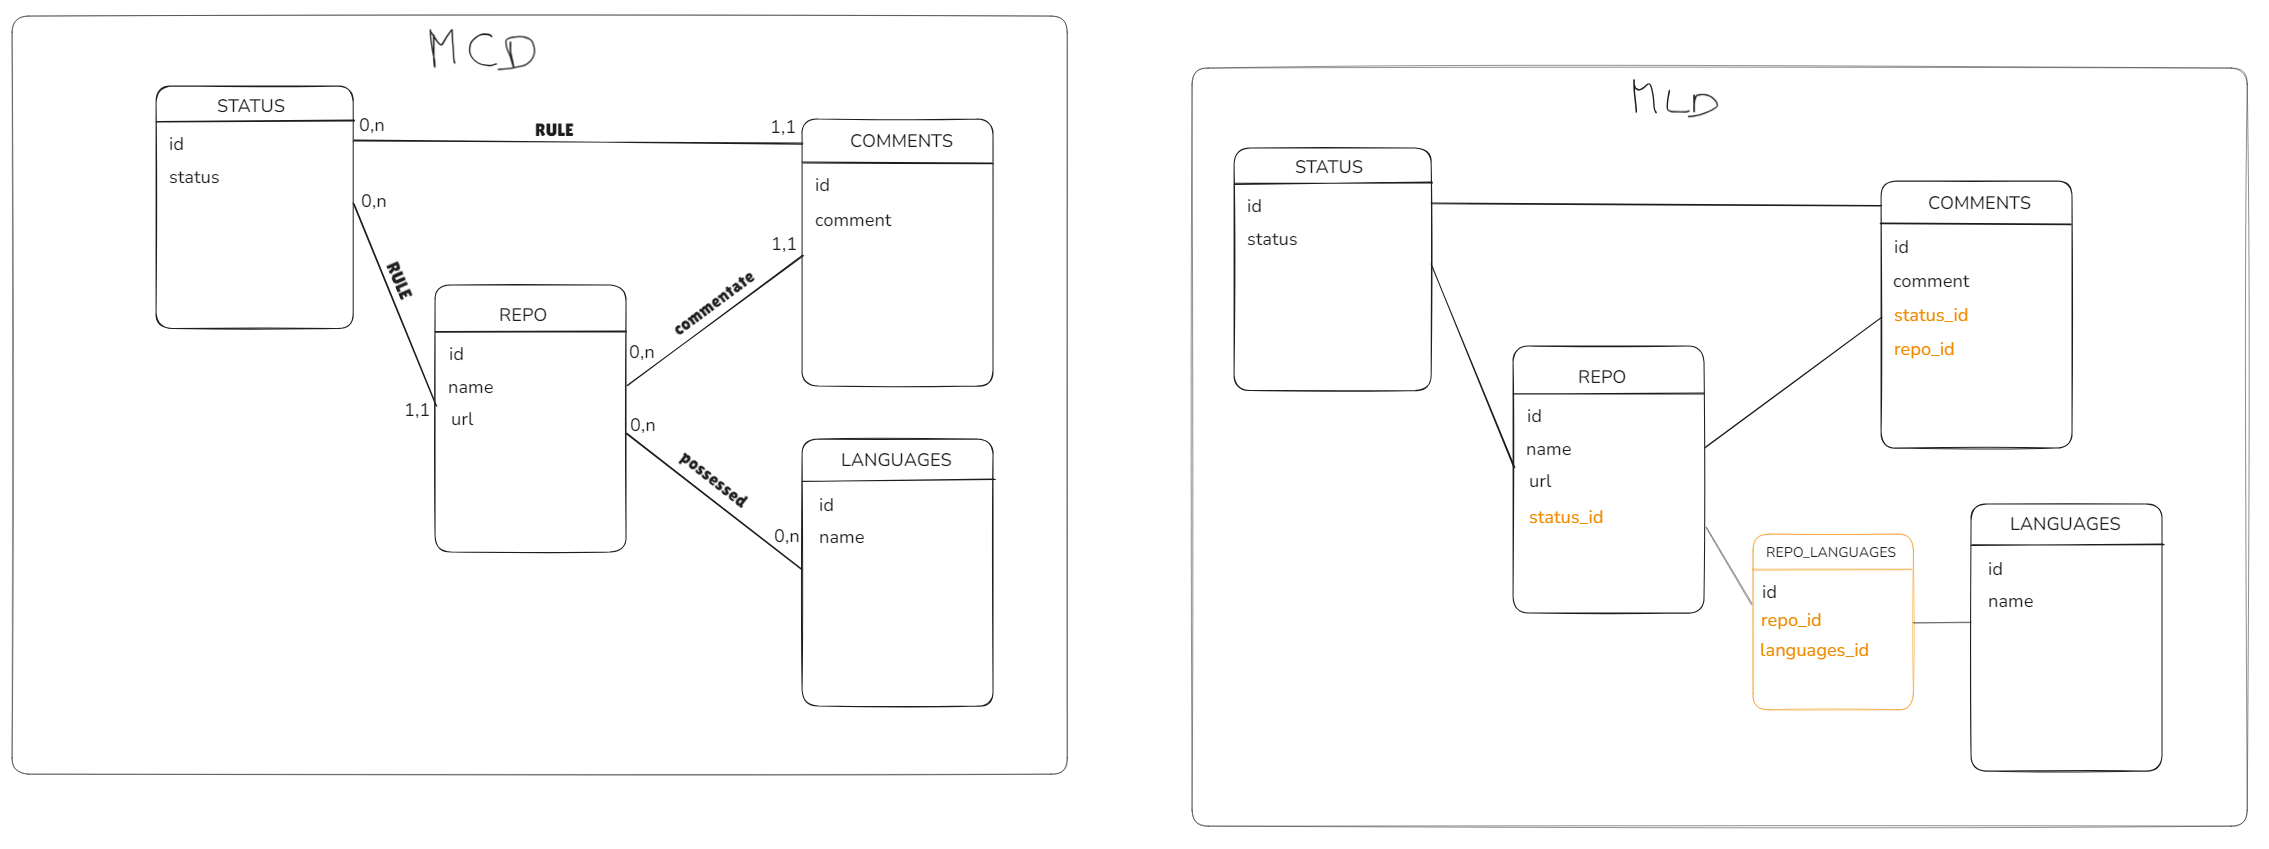 MCD
STATUS
id
status
0,n
RULE
1,1
0,n
RULE
1,1
COMMENTS
id
comment
1,1
commentate
0,n
REPO
id
name
url
0,n
possessed
0,n
LANGUAGES
id
name
MLD
STATUS
id
status
COMMENTS
id
comment
status_id
repo_id
REPO
id
name
url
status_id
REPO_LANGUAGES
id
repo_id
languages_id
LANGUAGES
id
name